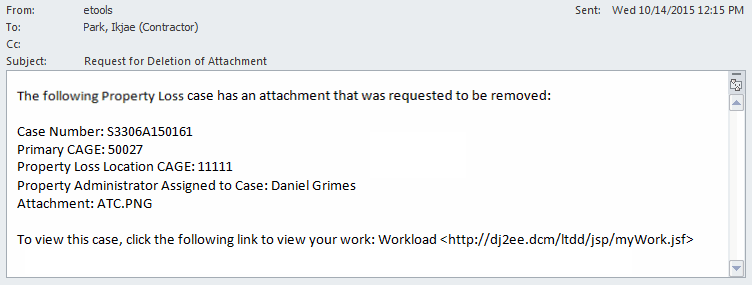 From: etools Sent: Wed 10/14/2015 12:15 PM
To: Park, Ikjae (Contractor)
Cc:
Subject: Request for Deletion of Attachment
The following Property Loss case has an attachment that was requested to be removed:
Case Number: S3306A150161
Primary CAGE: 50027
Property Loss Location CAGE: 11111
Property Administrator Assigned to Case: Daniel Grimes
Attachment: ATC.PNG
To view this case, click the following link to view your work: Workload <http://dj2ee.dcm/ltdd/jsp/myWork.jsf>